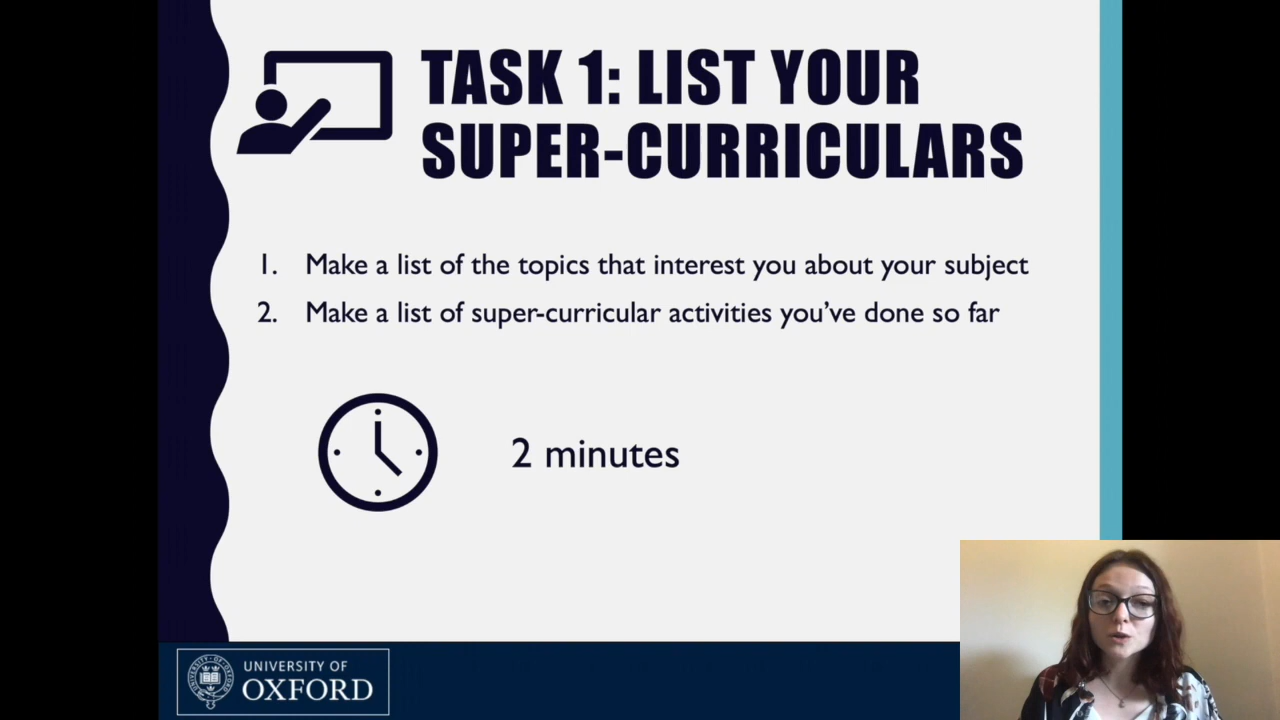 TASK 1: LIST YOUR
SUPER-CURRICULARS
1. Make a list of the topics that interest you about your subject
2. Make a list of super-curricular activities you've done so far
2 minutes
UNIVERSITY OF
OXFORD